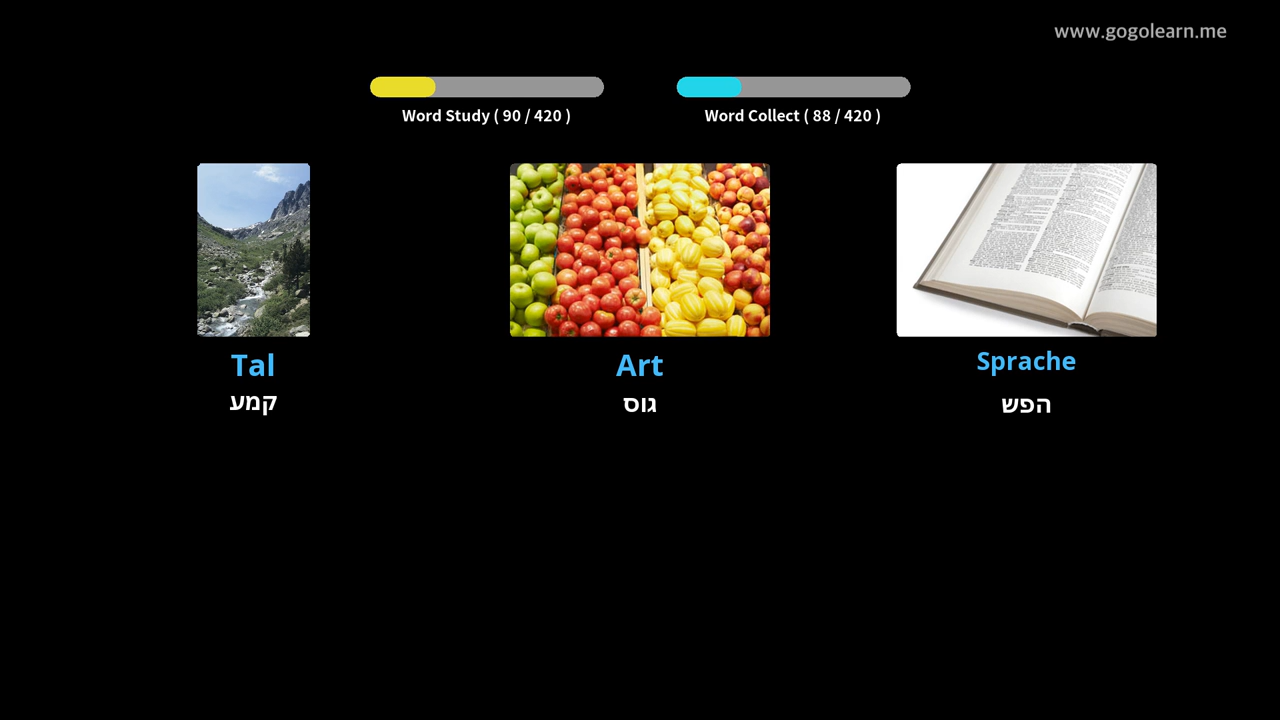 www.gogolearn.me
Word Study ( 90 / 420 )
Word Collect ( 88 / 420 )
Tal
קמע
Art
גוס
Sprache
הפש